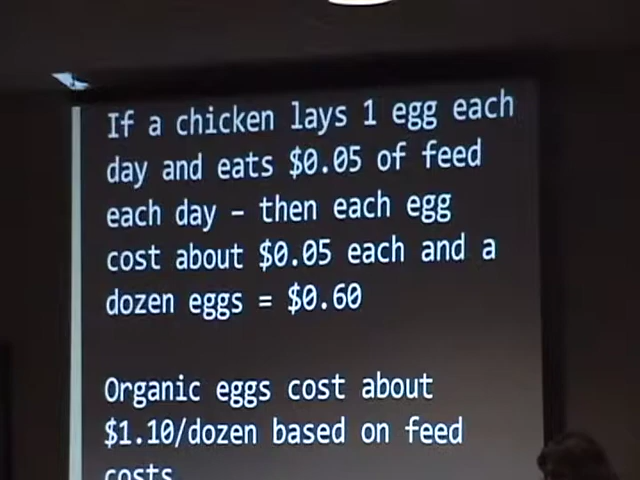 If a chicken lays 1 egg each
day and eats $0.05 of feed
each day – then each egg
cost about $0.05 each and a
dozen eggs = $0.60
Organic eggs cost about
$1.10/dozen based on feed
costs